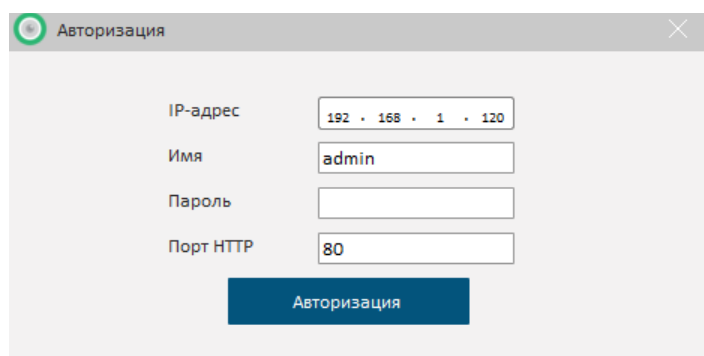 Авторизация
IP-адрес 192 . 168 . 1 . 120
Имя admin
Пароль
Порт HTTP 80
Авторизация